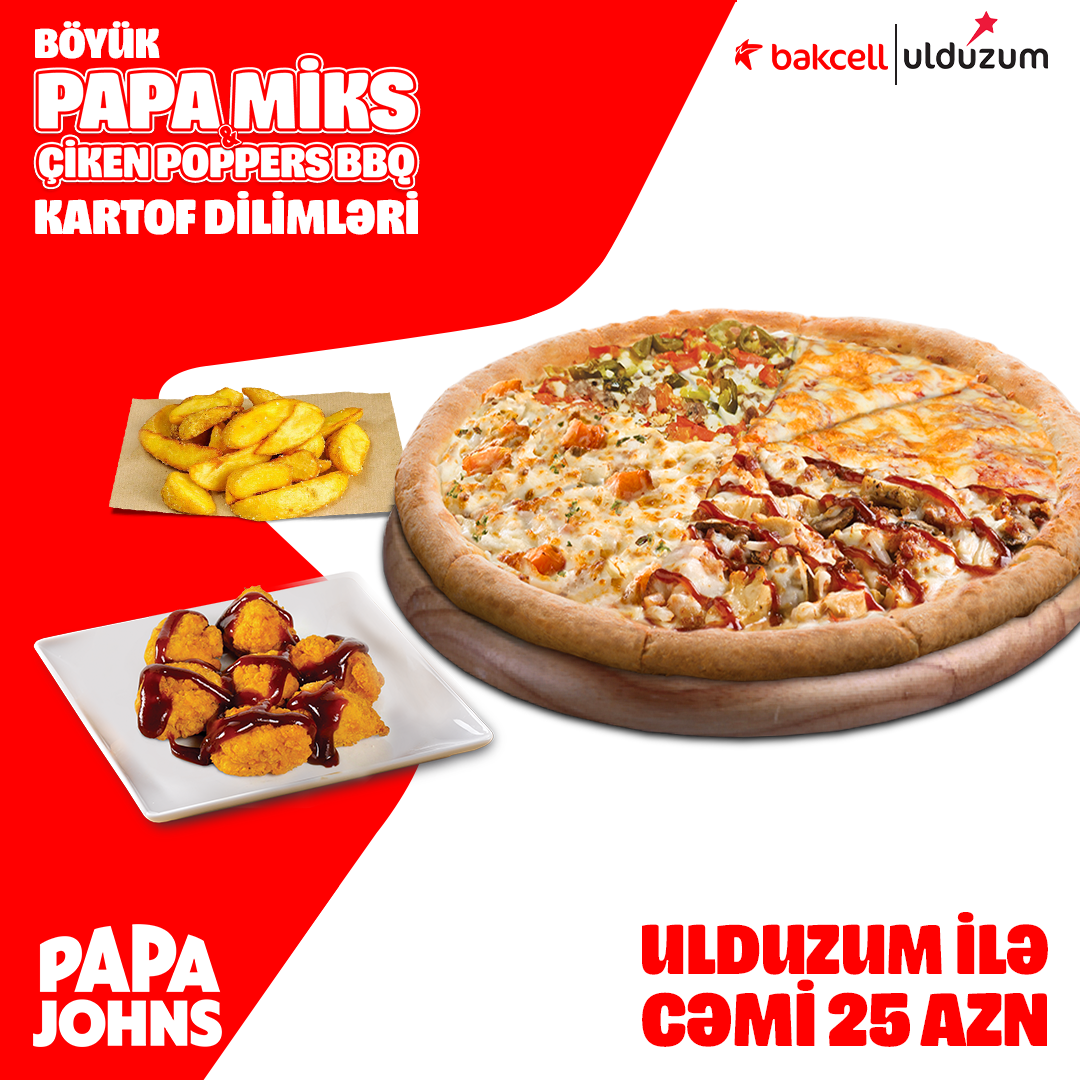 BÖYÜK
PAPA MİKS
&
ÇİKEN POPPERS BBQ
KARTOF DİLİMLƏRİ
bakcell | ulduzum
PAPA
JOHNS
ULDUZUM İLƏ
CƏMİ 25 AZN